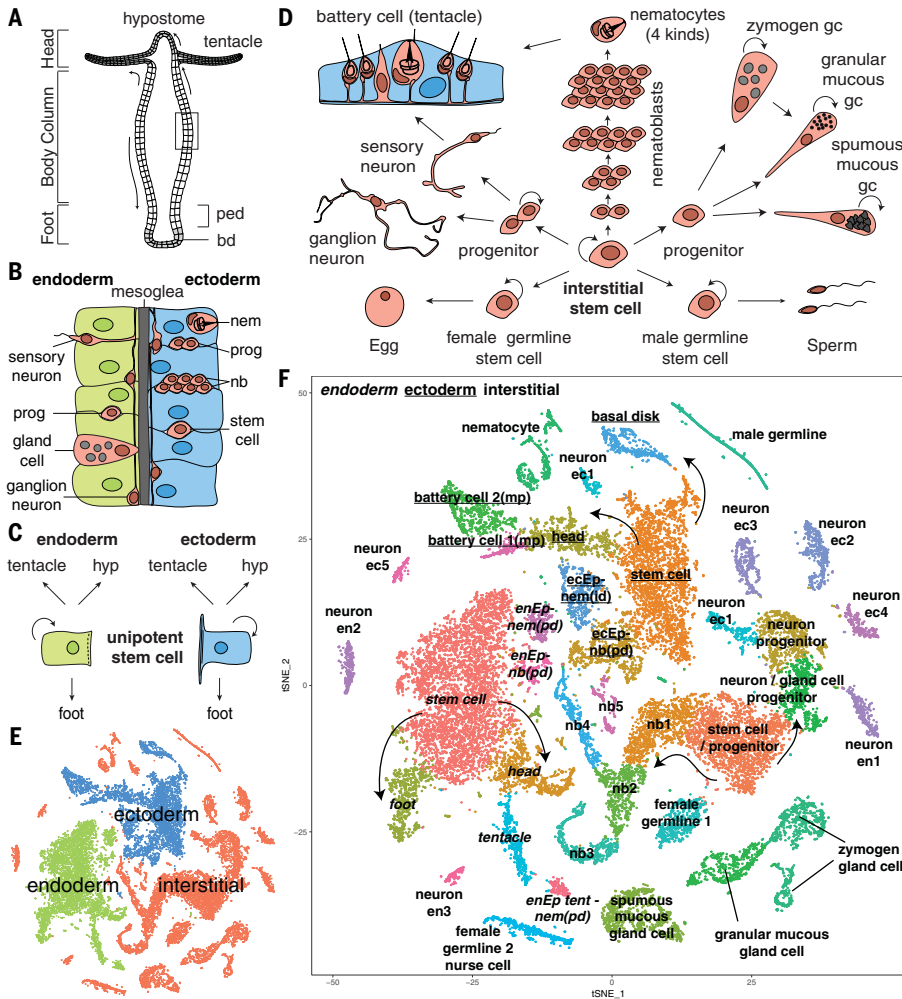 A
hypostome
tentacle
Head
Body Column
Foot
ped
bd
B
endoderm
ectoderm
mesoglea
sensory
neuron
prog
gland
cell
ganglion
neuron
nem
prog
nb
stem
cell
C
endoderm
ectoderm
tentacle
hyp
tentacle
hyp
unipotent
stem cell
foot
foot
D
battery cell (tentacle)
nematocytes
(4 kinds)
zymogen gc
granular
mucous
gc
spumous
mucous
gc
nematoblasts
sensory
neuron
ganglion
neuron
progenitor
progenitor
interstitial
stem cell
Egg
female germline
stem cell
male germline
stem cell
Sperm
E
ectoderm
endoderm
interstitial
F
endoderm ectoderm interstitial
50
25
0
-25
tSNE_2
-50
-25
0
25
tSNE_1
nematocyte
basal disk
male germline
neuron
ec1
battery cell 2(mp)
battery cell 1(mp)
head
neuron
ec5
neuron
ec3
neuron
ec2
ecEp-
nem(id)
stem cell
enEp-
nem(pd)
neuron
en2
neuron
ec1
neuron
ec4
neuron
progenitor
ecEp-
nb(pd)
enEp-
nb(pd)
neuron / gland cell
progenitor
stem cell
nb5
nb4
nb1
stem cell
/ progenitor
neuron
en1
head
foot
nb2
female
germline 1
tentacle
nb3
zymogen
gland cell
neuron
en3
enEp tent -
nem(pd)
spumous
mucous
gland cell
granular mucous
gland cell
female
germline 2
nurse cell